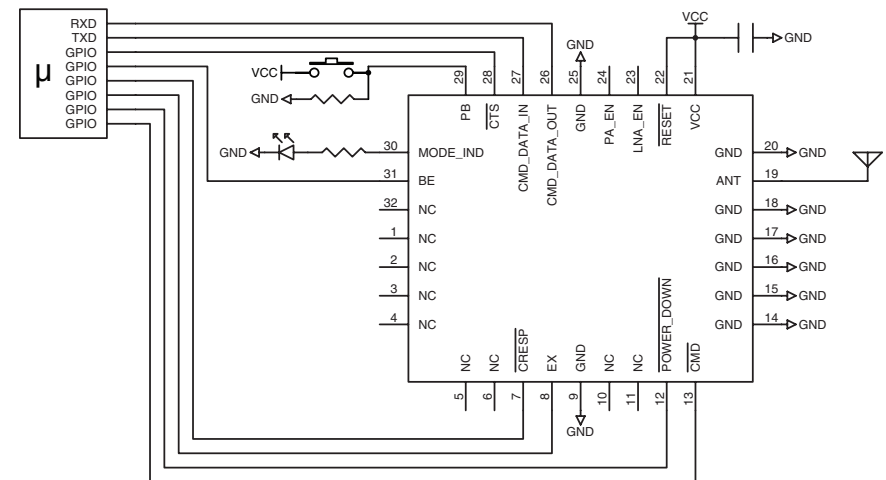 RXD
TXD
GPIO
GPIO
GPIO
GPIO
GPIO
GPIO
µ
VCC
GND
GND
GND
VCC
GND
29
28
27
26
25
24
23
22
21
PB
CTS
CMD_DATA_IN
CMD_DATA_OUT
GND
PA_EN
LNA_EN
RESET
VCC
30 MODE_IND
31 BE
32 NC
1 NC
2 NC
3 NC
4 NC
GND 20 GND
ANT 19
GND 18 GND
GND 17 GND
GND 16 GND
GND 15 GND
GND 14 GND
NC
NC
CRESP
EX
GND
NC
NC
POWER_DOWN
CMD
5
6
7
8
9
10
11
12
13
GND